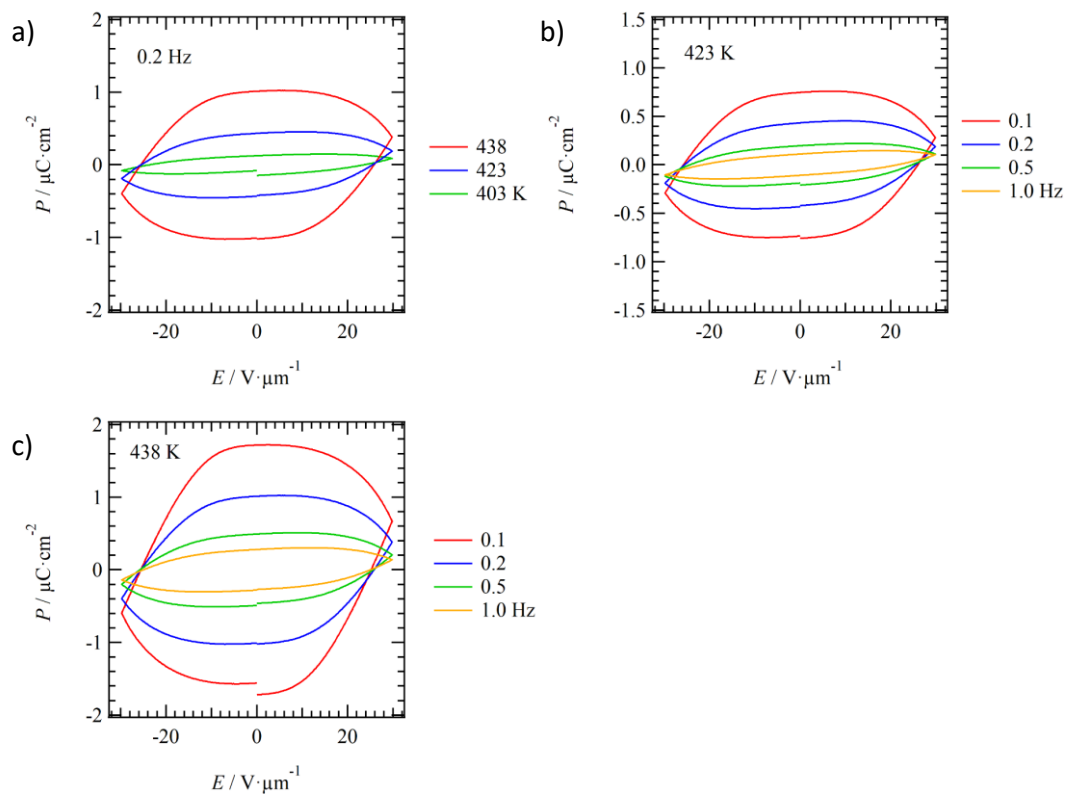 a)
0.2 Hz
2
1
0
-1
-2
P / µC·cm⁻²
-20 0 20
E / V·µm⁻¹
438
423
403 K
b)
423 K
1.5
1.0
0.5
0.0
-0.5
-1.0
-1.5
P / µC·cm⁻²
-20 0 20
E / V·µm⁻¹
0.1
0.2
0.5
1.0 Hz
c)
438 K
2
1
0
-1
-2
P / µC·cm⁻²
-20 0 20
E / V·µm⁻¹
0.1
0.2
0.5
1.0 Hz